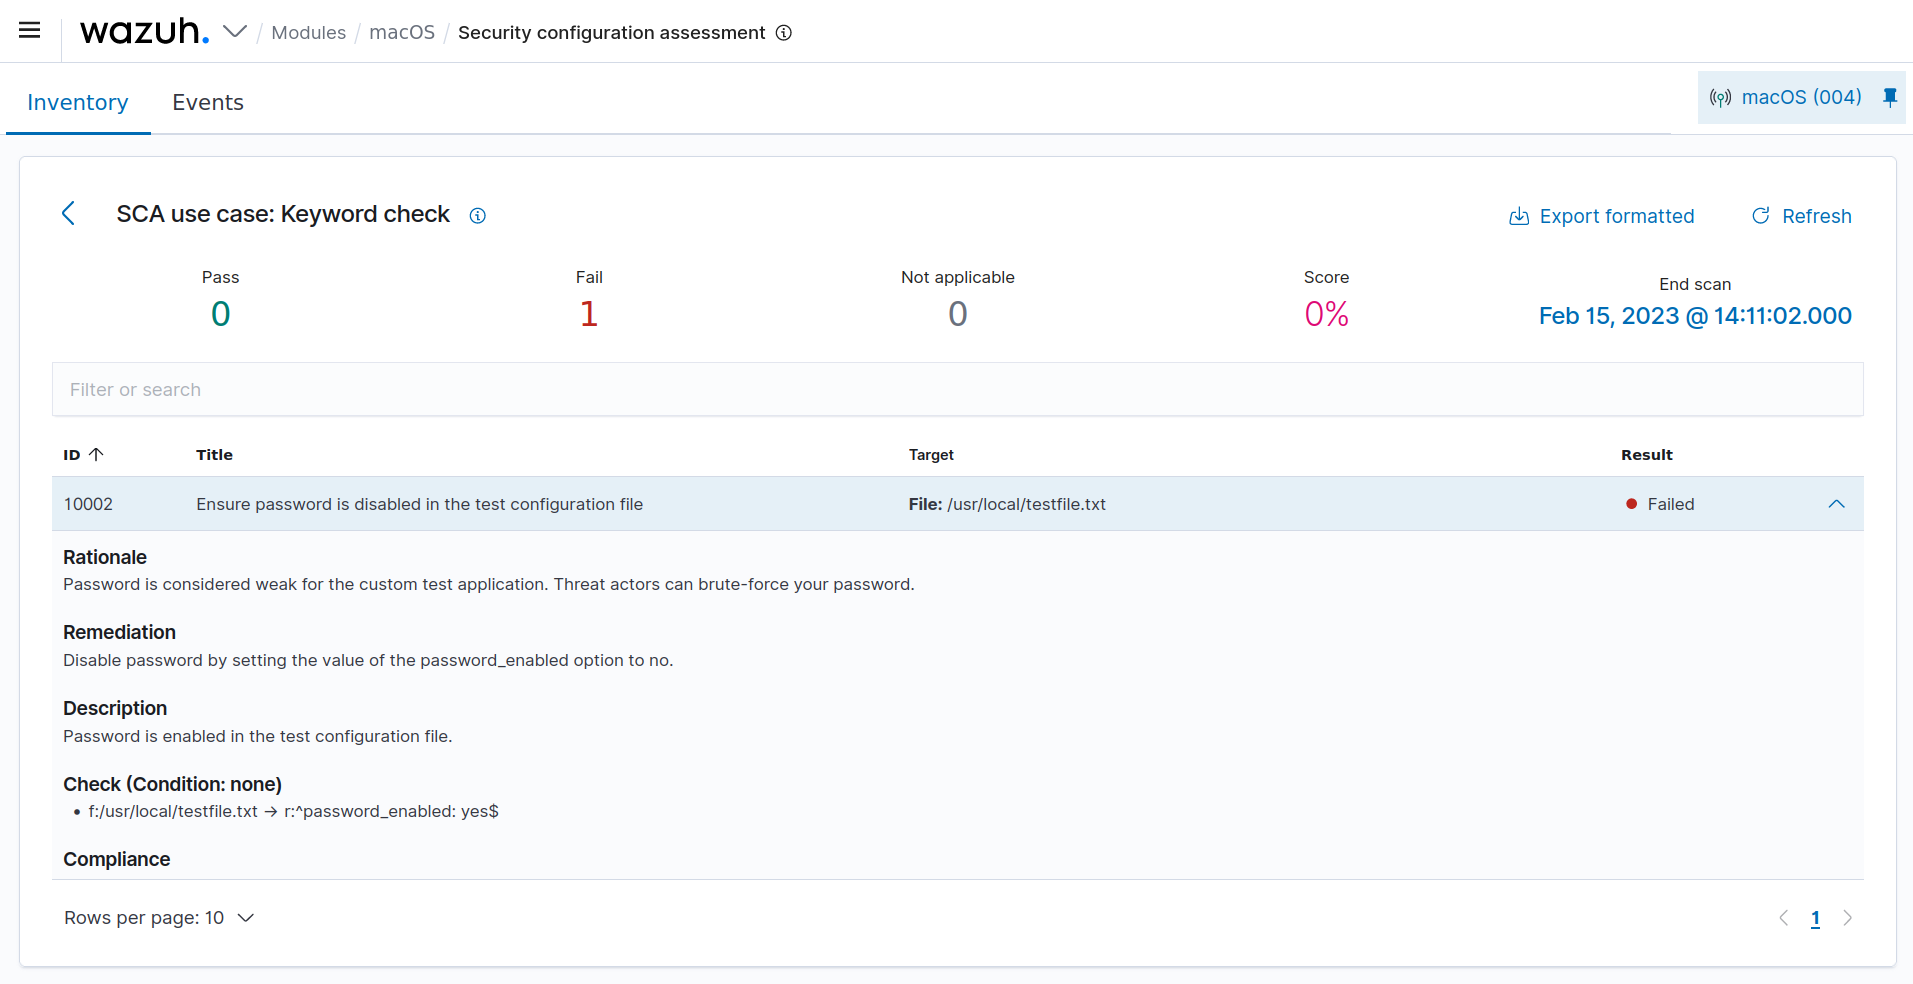 wazuh. / Modules / macOS / Security configuration assessment
Inventory Events macOS (004)
SCA use case: Keyword check Export formatted Refresh
Pass Fail Not applicable Score End scan
0 1 0 0% Feb 15, 2023 @ 14:11:02.000
Filter or search
ID Title Target Result
10002 Ensure password is disabled in the test configuration file File: /usr/local/testfile.txt Failed
Rationale
Password is considered weak for the custom test application. Threat actors can brute-force your password.
Remediation
Disable password by setting the value of the password_enabled option to no.
Description
Password is enabled in the test configuration file.
Check (Condition: none)
• f:/usr/local/testfile.txt → r:^password_enabled: yes$
Compliance
Rows per page: 10 1